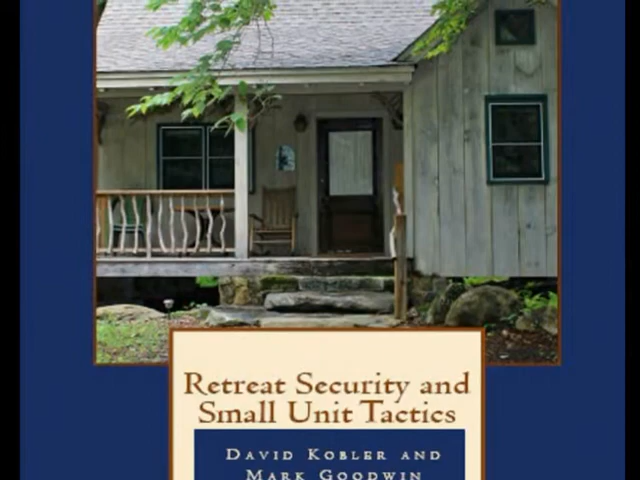 Retreat Security and
Small Unit Tactics
David Kobler and
Mark Goodwin